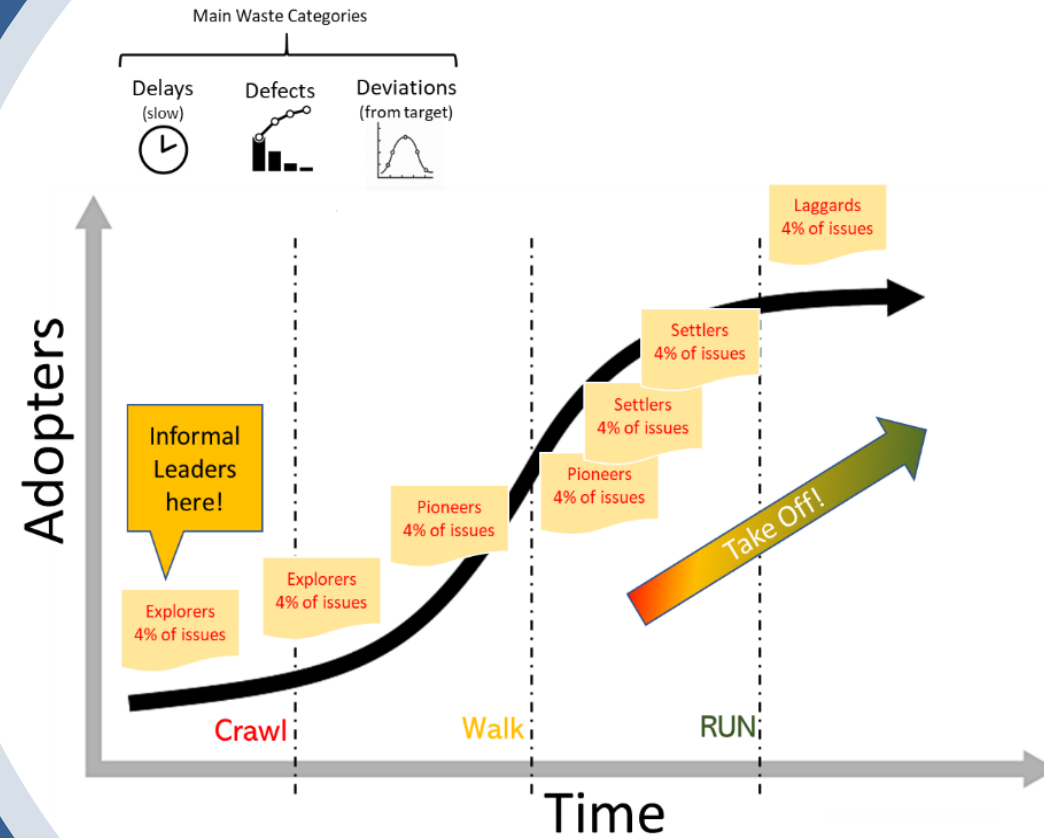 Main Waste Categories
Delays
(slow)
Defects
Deviations
(from target)
Laggards
4% of issues
Settlers
4% of issues
Settlers
4% of issues
Pioneers
4% of issues
Pioneers
4% of issues
Explorers
4% of issues
Explorers
4% of issues
Informal
Leaders
here!
Take Off!
Adopters
Crawl
Walk
RUN
Time